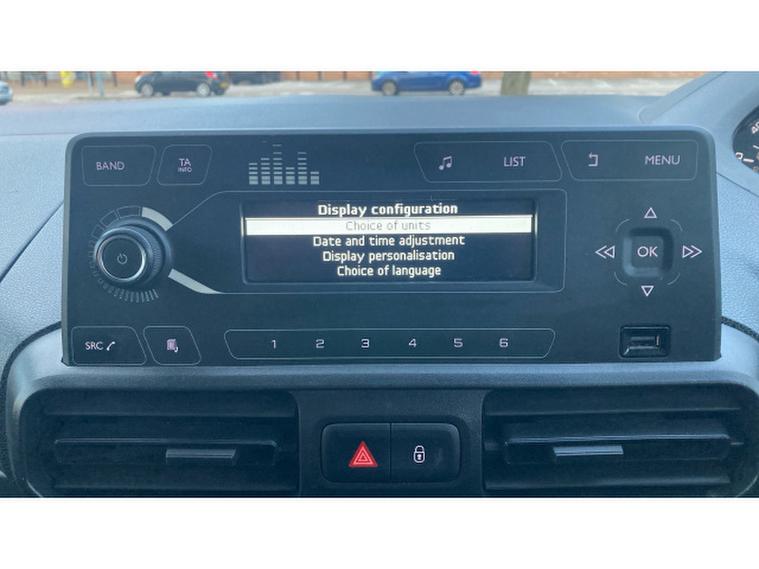 BAND
TA
INFO
LIST
MENU
Display configuration
Choice of units
Date and time adjustment
Display personalisation
Choice of language
OK
SRC
1 2 3 4 5 6